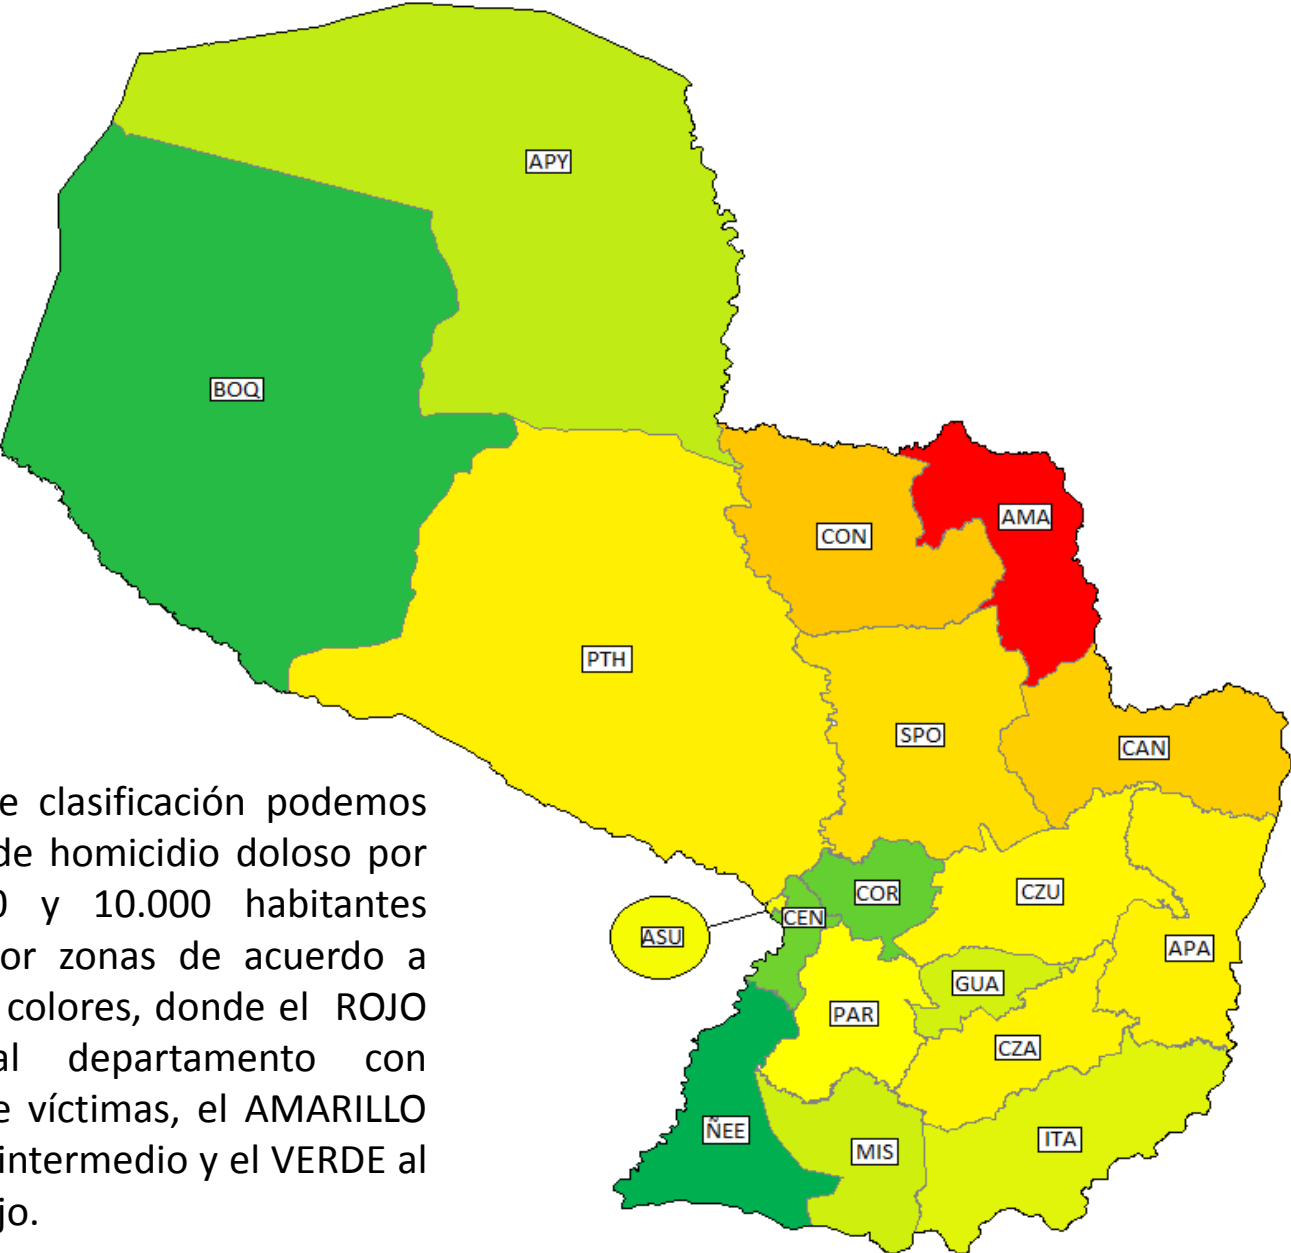 APY
BOQ
AMA
CON
PTH
SPO
CAN
COR
CZU
CEN
ASU
APA
GUA
PAR
CZA
ÑEE
ITA
MIS
e clasificación podemos
de homicidio doloso por
0 y 10.000 habitantes
or zonas de acuerdo a
colores, donde el ROJO
al departamento con
e víctimas, el AMARILLO
intermedio y el VERDE al
jo.